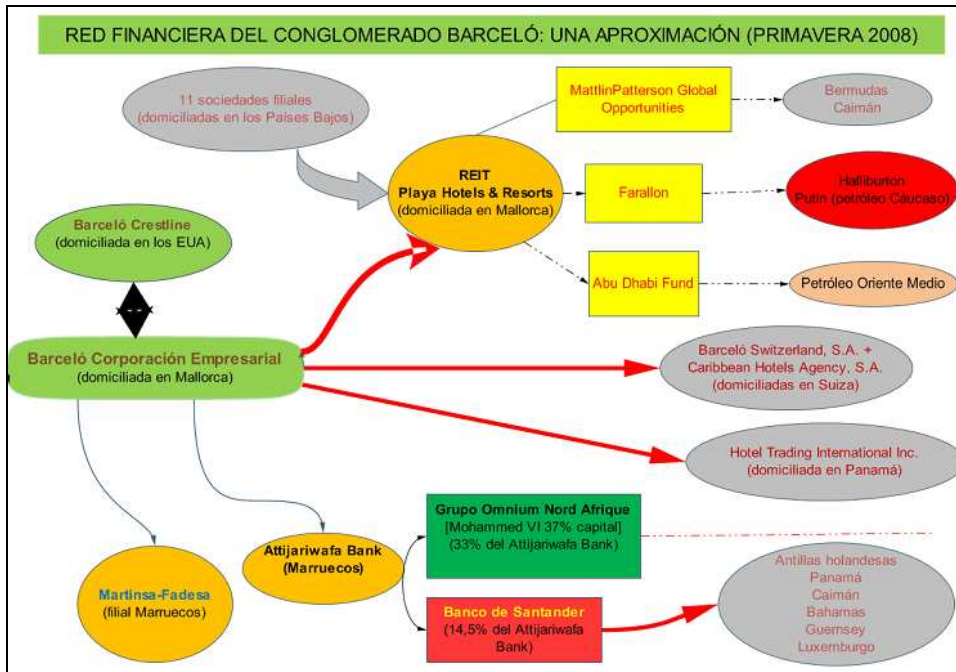 RED FINANCIERA DEL CONGLOMERADO BARCELÓ: UNA APROXIMACIÓN (PRIMAVERA 2008)
11 sociedades filiales
(domiciliadas en los Países Bajos)
MattlinPatterson Global
Opportunities
Bermudas
Caimán
REIT
Playa Hotels & Resorts
(domiciliada en Mallorca)
Farallon
Halliburton
Putin (petróleo Cáucaso)
Barceló Crestline
(domiciliada en los EUA)
Abu Dhabi Fund
Petróleo Oriente Medio
Barceló Corporación Empresarial
(domiciliada en Mallorca)
Barceló Switzerland, S.A. +
Caribbean Hotels Agency, S.A.
(domiciliadas en Suiza)
Hotel Trading International Inc.
(domiciliada en Panamá)
Grupo Omnium Nord Afrique
[Mohammed VI 37% capital]
(33% del Attijariwafa Bank)
Attijariwafa Bank
(Marruecos)
Martinsa-Fadesa
(filial Marruecos)
Banco de Santander
(14,5% del Attijariwafa
Bank)
Antillas holandesas
Panamá
Caimán
Bahamas
Guernsey
Luxemburgo